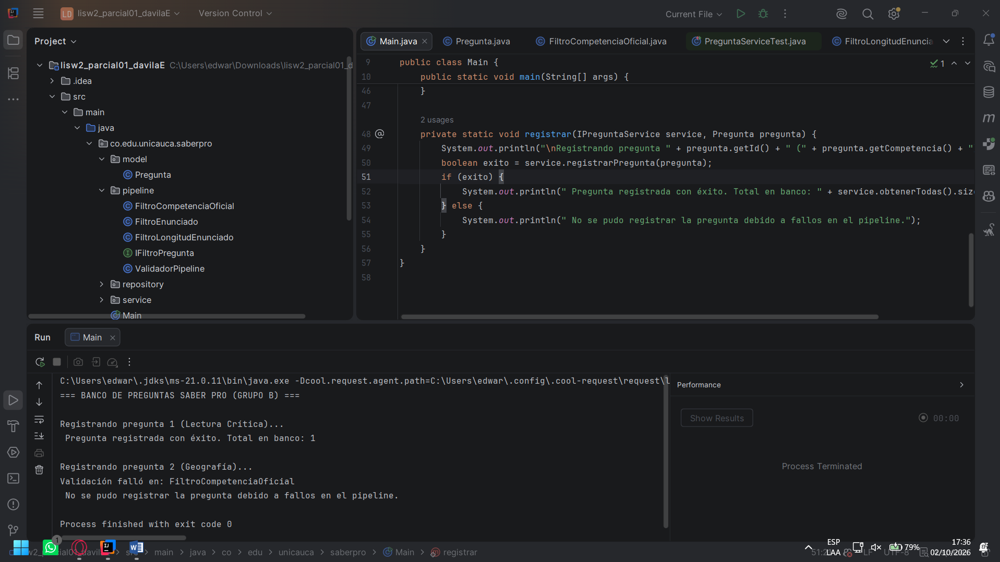 LD lisw2_parcial01_davilaE
Version Control
Current File
Project
lisw2_parcial01_davilaE C:\Users\edwar\Downloads\lisw2_parcial01_d
.idea
src
main
java
co.edu.unicauca.saberpro
model
Pregunta
pipeline
FiltroCompetenciaOficial
FiltroEnunciado
FiltroLongitudEnunciado
IFiltroPregunta
ValidadorPipeline
repository
service
Main
Main.java
Pregunta.java
FiltroCompetenciaOficial.java
PreguntaServiceTest.java
FiltroLongitudEnuncia
1
9 public class Main {
10 public static void main(String[] args) {
46 }
47
2 usages
48 private static void registrar(IPreguntaService service, Pregunta pregunta) {
49 System.out.println("\nRegistrando pregunta " + pregunta.getId() + " (" + pregunta.getCompetencia() + "
50 boolean exito = service.registrarPregunta(pregunta);
51 if (exito) {
52 System.out.println(" Pregunta registrada con éxito. Total en banco: " + service.obtenerTodas().siz
53 } else {
54 System.out.println(" No se pudo registrar la pregunta debido a fallos en el pipeline.");
55 }
56 }
57 }
58
Run
Main
C:\Users\edwar\.jdks\ms-21.0.11\bin\java.exe -Dcool.request.agent.path=C:\Users\edwar\.config\.cool-request\request\l
=== BANCO DE PREGUNTAS SABER PRO (GRUPO B) ===
Registrando pregunta 1 (Lectura Crítica)...
Pregunta registrada con éxito. Total en banco: 1
Registrando pregunta 2 (Geografía)...
Validación falló en: FiltroCompetenciaOficial
No se pudo registrar la pregunta debido a fallos en el pipeline.
Process finished with exit code 0
Performance
Show Results
00:00
Process Terminated
main
java
co
edu
unicauca
saberpro
Main
registrar
1
LF
UTF-8
ESP
LAA
79%
17:36
02/10/2026